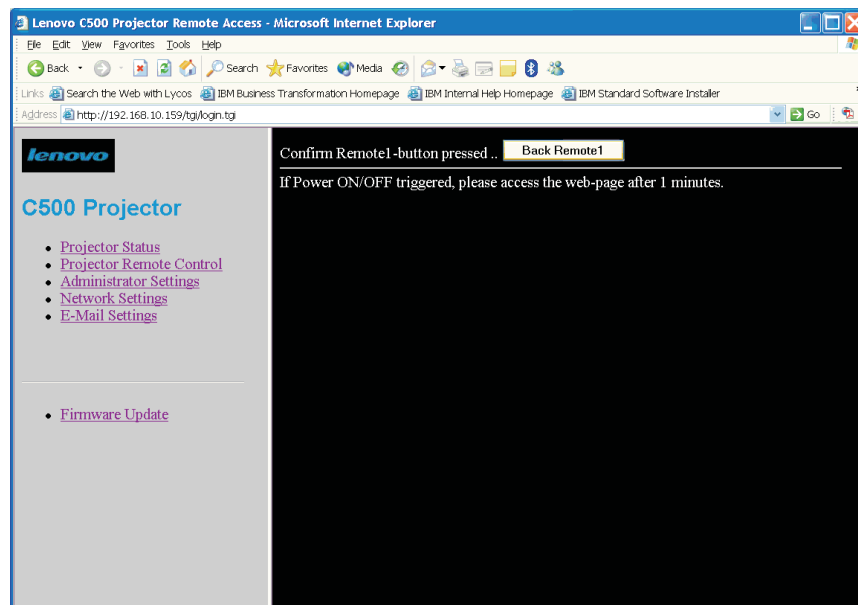 Lenovo C500 Projector Remote Access - Microsoft Internet Explorer
File Edit View Favorites Tools Help
Back Search Favorites Media
Links Search the Web with Lycos IBM Business Transformation Homepage IBM Internal Help Homepage IBM Standard Software Installer
Address http://192.168.10.159/tgi/login.tgi Go
lenovo
C500 Projector
Projector Status
Projector Remote Control
Administrator Settings
Network Settings
E-Mail Settings
Firmware Update
Confirm Remote1-button pressed .. Back Remote1
If Power ON/OFF triggered, please access the web-page after 1 minutes.